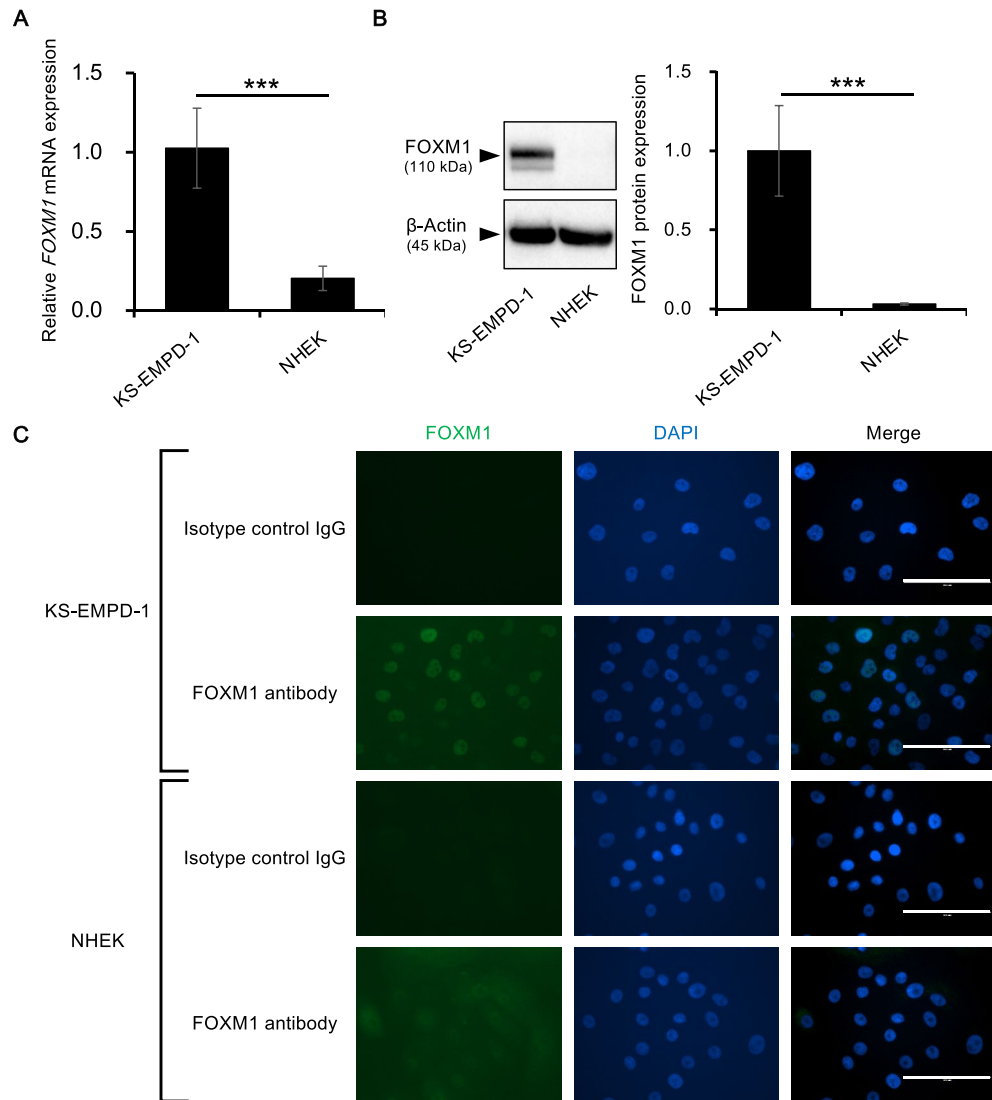 A
Relative FOXM1 mRNA expression
1.5
1.0
0.5
0.0
***
KS-EMPD-1
NHEK
B
FOXM1
(110 kDa)
β-Actin
(45 kDa)
KS-EMPD-1
NHEK
FOXM1 protein expression
1.5
1.0
0.5
0.0
***
KS-EMPD-1
NHEK
C
FOXM1
DAPI
Merge
KS-EMPD-1
Isotype control IgG
FOXM1 antibody
NHEK
Isotype control IgG
FOXM1 antibody